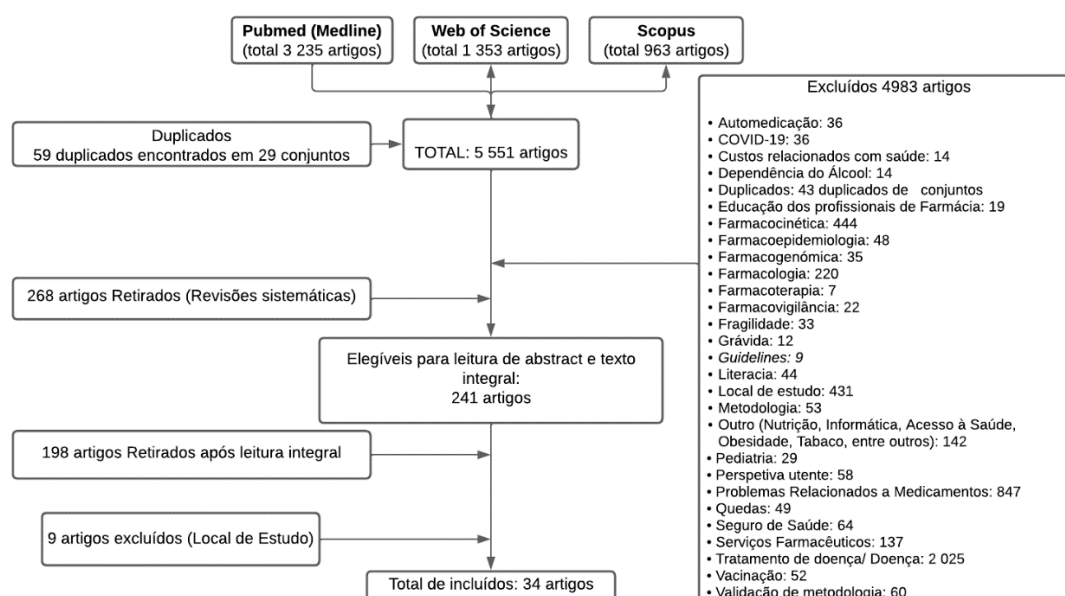 Pubmed (Medline)
(total 3 235 artigos)
Web of Science
(total 1 353 artigos)
Scopus
(total 963 artigos)
Duplicados
59 duplicados encontrados em 29 conjuntos
TOTAL: 5 551 artigos
268 artigos Retirados (Revisões sistemáticas)
Elegíveis para leitura de abstract e texto
integral:
241 artigos
198 artigos Retirados após leitura integral
9 artigos excluídos (Local de Estudo)
Total de incluídos: 34 artigos
Excluídos 4983 artigos
• Automedicação: 36
• COVID-19: 36
• Custos relacionados com saúde: 14
• Dependência do Álcool: 14
• Duplicados: 43 duplicados de conjuntos
• Educação dos profissionais de Farmácia: 19
• Farmacocinética: 444
• Farmacoepidemiologia: 48
• Farmacogenómica: 35
• Farmacologia: 220
• Farmacoterapia: 7
• Farmacovigilância: 22
• Fragilidade: 33
• Grávida: 12
• Guidelines: 9
• Literacia: 44
• Local de estudo: 431
• Metodologia: 53
• Outro (Nutrição, Informática, Acesso à Saúde,
Obesidade, Tabaco, entre outros): 142
• Pediatria: 29
• Perspetiva utente: 58
• Problemas Relacionados a Medicamentos: 847
• Quedas: 49
• Seguro de Saúde: 64
• Serviços Farmacêuticos: 137
• Tratamento de doença/ Doença: 2 025
• Vacinação: 52
• Validação de metodologia: 60